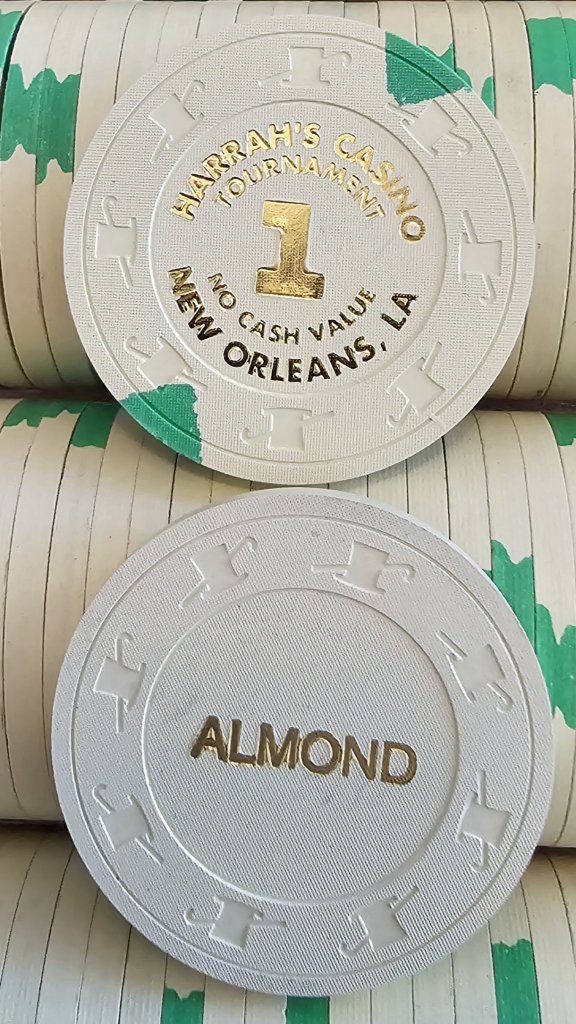 HARRAH'S CASINO
TOURNAMENT
1
NO CASH VALUE
NEW ORLEANS, LA
ALMOND